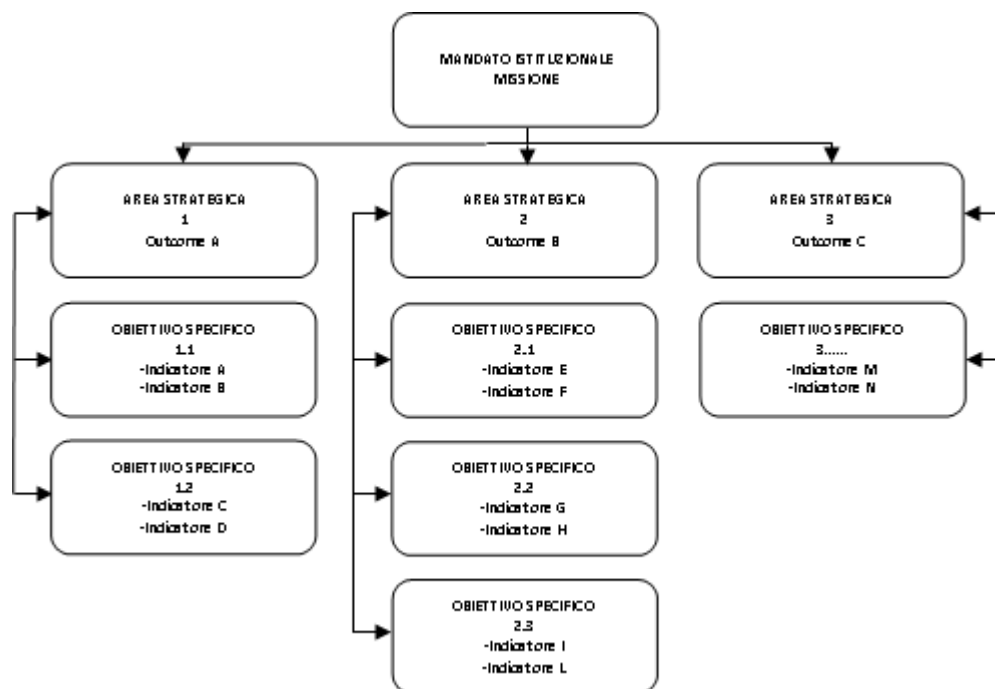 MANDATO ISTITUZIONALE
MISSIONE
AREA STRATEGICA
1
Outcome A
AREA STRATEGICA
2
Outcome B
AREA STRATEGICA
3
Outcome C
OBIETTIVO SPECIFICO
1.1
-Indicatore A
-Indicatore B
OBIETTIVO SPECIFICO
2.1
-Indicatore E
-Indicatore F
OBIETTIVO SPECIFICO
3......
-Indicatore M
-Indicatore N
OBIETTIVO SPECIFICO
1.2
-Indicatore C
-Indicatore D
OBIETTIVO SPECIFICO
2.2
-Indicatore G
-Indicatore H
OBIETTIVO SPECIFICO
2.3
-Indicatore I
-Indicatore L